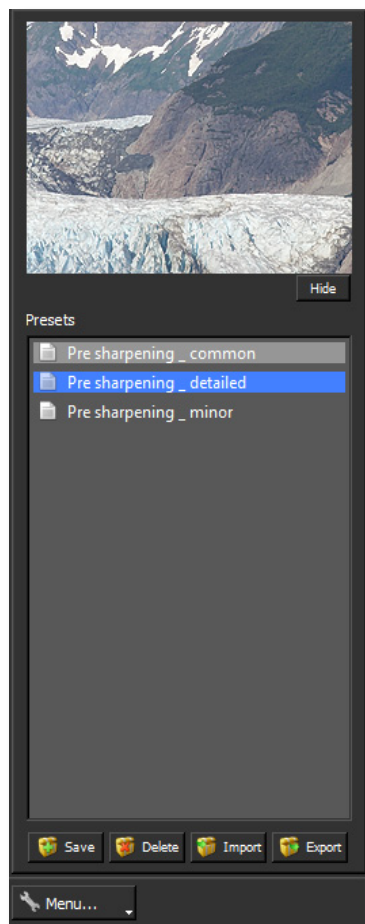 Hide
Presets
Pre sharpening _ common
Pre sharpening _ detailed
Pre sharpening _ minor
Save Delete Import Export
Menu...